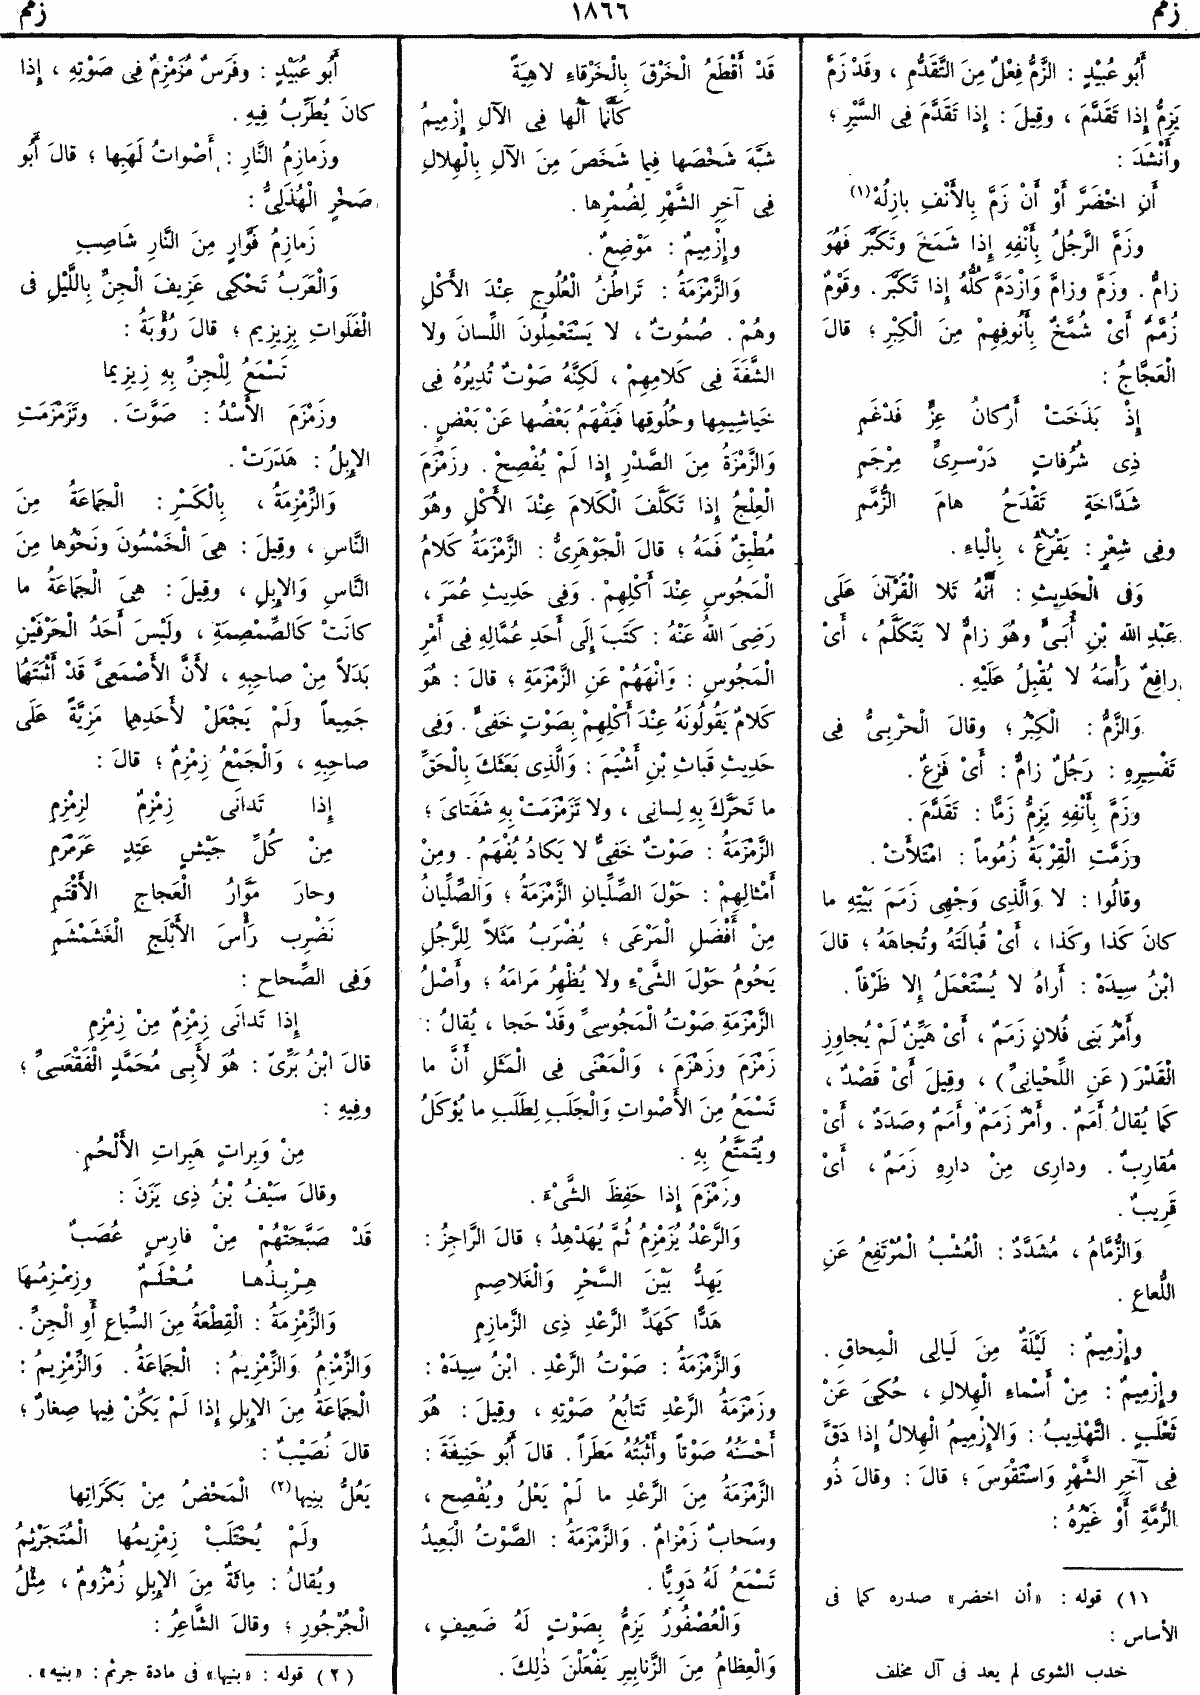 زمم
١٨٦٦
زمم
أَبُو عُبَيْدٍ : الزَّمُّ فِعْلٌ مِنَ التَّقَدُّمِ ، وقَدْ زَمَّ
يَزِمُّ إِذا تَقَدَّمَ ، وقِيلَ : إِذا تَقَدَّمَ فِى السَّيْرِ ؛
وأَنْشَدَ :
أَنِ اخْضَرَّ أَوْ أَنْ زَمَّ بِالأَنْفِ بازِلُهْ(١)
وزَمَّ الرَّجُلُ بِأَنْفِهِ إِذا شَمَخَ وتَكَبَّرَ فَهُوَ
زامٌّ . وزَمَّ وزامَّ وَازْدَمَّ كُلُّهُ إِذا تَكَبَّرَ . وقَوْمٌ
زُمَّمٌ أَىْ شُمَّخٌ بِأُنُوفِهِمْ مِنَ الْكِبْرِ ؛ قالَ
الْعَجَّاجُ :
إِذْ بَذَخَتْ أَرْكانُ عِزٍّ فَدْغَمِ
ذِى شُرُفاتٍ دَوْسَرِىٍّ مِرْجَمِ
شَدَّاخَةٍ تَقْدَحُ هامَ الزُّمَّمِ
وفِى شِعْرٍ : يَقْرَعُ ، بِالْياءِ .
وَفى الْحَدِيثِ : أَنَّهُ تَلا الْقُرْآنَ عَلَى
عَبْدِ اللهِ بْنِ أُبَىٍّ وهُوَ زامٌّ لا يَتَكَلَّمُ ، أَىْ
رافِعٌ رَأْسَهُ لا يُقْبِلُ عَلَيْهِ .
وَالزَّمُّ : الْكِبْرُ ؛ وقالَ الْحَرْبِىُّ فِى
تَفْسِيرِهِ : رَجُلٌ زامٌّ : أَىْ فَزِعٌ .
وزَمَّ بِأَنْفِهِ يَزِمُّ زَمًّا : تَقَدَّمَ .
وزَمَّتِ الْقِرْبَةُ زُمُوماً : امْتَلأَتْ .
وقالُوا : لا وَالَّذِى وَجْهِى زَمَمَ بَيْتِهِ ما
كانَ كَذا وكَذا ، أَىْ قُبالَتَهُ وتُجاهَهُ ؛ قالَ
ابْنُ سِيدَهْ : أَراهُ لا يُسْتَعْمَلُ إِلا ظَرْفاً .
وأَمْرُ بَنِى فُلانٍ زَمَمٌ ، أَىْ هَيِّنٌ لَمْ يُجاوِزِ
الْقَدْرَ (عَنِ اللِّحْيانِىِّ) ، وقِيلَ أَىْ قَصْدٌ ،
كَما يُقالُ أَمَمٌ . وأَمْرٌ زَمَمٌ وأَمَمٌ وصَدَدٌ ، أَىْ
مُقارِبٌ . ودارِى مِنْ دارِهِ زَمَمٌ ، أَىْ
قَرِيبٌ .
وَالزُّمَّامُ ، مُشَدَّدٌ : الْعُشْبُ الْمُرْتَفِعُ عَنِ
اللُّعاعِ .
وإِزْمِيمٌ : لَيْلَةٌ مِنَ لَيالِى الْمِحاقِ .
وإِزْمِيمٌ : مِنْ أَسْماءِ الْهِلالِ ، حُكِىَ عَنْ
ثَعْلَبٍ . التَّهْذِيبُ : وَالإِزْمِيمُ الْهِلالُ إِذا دَقَّ
فِى آخِرِ الشَّهْرِ وَاسْتَقْوَسَ ؛ قالَ : وقالَ ذُو
الرُّمَّةِ أَوْ غَيْرُهُ :
(١) قوله : «أن اخضر» صدره كما فى
الأساس :
خدب الشوى لم يعد فى آل مخلف
قَدْ أَقْطَعُ الْخَرْقَ بِالْخَرْقاءِ لاهِيَةً
كَأَنَّما آلُها فِى الآلِ إِزْمِيمُ
شَبَّهَ شَخْصَها فِيما شَخَصَ مِنَ الآلِ بِالْهِلالِ
فِى آخِرِ الشَّهْرِ لِضُمْرِها .
وإِزْمِيمٌ : مَوْضِعٌ .
وَالزَّمْزَمَةُ : تَراطُنُ الْعُلُوجِ عِنْدَ الأَكْلِ
وهُمْ . صُمُوتٌ ، لا يَسْتَعْمِلُونَ اللِّسانَ ولا
الشَّفَةَ فِى كَلامِهِمْ ، لَكِنَّهُ صَوْتٌ تُدِيرُهُ فِى
خَياشِيمِها وحُلُوقِها فَيَفْهَمُ بَعْضُها عَنْ بَعْضٍ .
وَالزَّمْزَةُ مِنَ الصَّدْرِ إِذا لَمْ يُفْصِحْ . وزَمْزَمَ
الْعِلْجُ إِذا تَكَلَّفَ الْكَلامَ عِنْدَ الأَكْلِ وهُوَ
مُطْبِقٌ فَمَهُ ؛ قالَ الْجَوْهَرِىُّ : الزَّمْزَمَةُ كَلامُ
الْمَجُوسِ عِنْدَ أَكْلِهِمْ . وَفِى حَدِيثِ عُمَرَ ،
رَضِىَ اللهُ عَنْهُ : كَتَبَ إِلَى أَحَدِ عُمَّالِهِ فِى أَمْرِ
الْمَجُوسِ : وَانْهَهُمْ عَنِ الزَّمْزَمَةِ ؛ قالَ : هُوَ
كَلامٌ يَقُولُونَهُ عِنْدَ أَكْلِهِمْ بِصَوْتٍ خَفِىٍّ . وَفِى
حَدِيثِ قَباثِ بْنِ أَشْيَمَ : وَالَّذِى بَعَثَكَ بِالْحَقِّ
ما تَحَرَّكَ بِهِ لِسانِى ، ولا تَزَمْزَمَتْ بِهِ شَفَتاىَ ؛
الزَّمْزَمَةُ : صَوْتٌ خَفِىٌّ لا يَكادُ يُفْهَمُ . ومِنْ
أَمْثالِهِمْ : حَوْلَ الصِّلِّيانِ الزَّمْزَمَةُ ؛ وَالصِّلِّيانُ
مِنْ أَفْضَلِ الْمَرْعَى ؛ يُضْرَبُ مَثَلاً لِلرَّجُلِ
يَحُومُ حَوْلَ الشَّىْءِ ولا يُظْهِرُ مَرامَهُ ؛ وأَصْلُ
الزَّمْزَمَةِ صَوْتُ الْمَجُوسِىِّ وقَدْ حَجا ، يُقالُ :
زَمْزَمَ وزَهْزَمَ ، وَالْمَعْنَى فِى الْمَثَلِ أَنَّ ما
تَسْمَعُ مِنَ الأَصْواتِ وَالْجَلَبِ لِطَلَبِ ما يُؤْكَلُ
ويُتَمَتَّعُ بِهِ .
وزَمْزَمَ إِذا حَفِظَ الشَّىْءَ .
وَالرَّعْدُ يُزَمْزِمُ ثُمَّ يُهَدْهِدُ ؛ قالَ الرَّاجِزُ :
يَهِدُّ بَيْنَ السَّحْرِ وَالْغَلاصِمِ
هَدًّا كَهَدِّ الرَّعْدِ ذِى الزَّمازِمِ
وَالزَّمْزَمَةُ : صَوْتُ الرَّعْدِ . ابْنُ سِيدَهْ :
وزَمْزَمَةُ الرَّعْدِ تَتابُعُ صَوْتِهِ ، وقِيلَ : هُوَ
أَحْسَنُهُ صَوْتاً وأَثْبَتُهُ مَطَراً . قالَ أَبُو حَنِيفَةَ :
الزَّمْزَمَةُ مِنَ الرَّعْدِ ما لَمْ يَعْلُ ويُفْصِحْ ،
وسَحابٌ زَمْزامٌ . وَالزَّمْزَمَةُ : الصَّوْتُ الْبَعِيدُ
تَسْمَعُ لَهُ دَوِيًّا .
وَالْعُصْفُورُ يَزِمُّ بِصَوْتٍ لَهُ ضَعِيفٍ ،
وَالْعِظامُ مِنَ الزَّنابِيرِ يَفْعَلْنَ ذٰلِكَ .
أَبُو عُبَيْدٍ : وفَرَسٌ مُزَمْزِمٌ فِى صَوْتِهِ ، إِذا
كانَ يُطَرِّبُ فِيهِ .
وزَمازِمُ النَّارِ : أَصْواتُ لَهَبِها ؛ قالَ أَبُو
صَخْرٍ الْهُذَلِىُّ :
زَمازِمُ فَوَّارٍ مِنَ النَّارِ شَاصِبِ
وَالْعَرَبُ تَحْكِى عَزِيفَ الْجِنِّ بِاللَّيْلِ فى
الْفَلَواتِ بِزِيزِيم ؛ قالَ رُؤْبَةُ :
تَسْمَعُ لِلْجِنِّ بِهِ زِيزِيما
وزَمْزَمَ الأَسْدُ : صَوَّتَ . وتَزَمْزَمَتِ
الإِبِلُ : هَدَرَتْ .
وَالزِّمْزِمَةُ ، بِالْكَسْرِ : الْجَماعَةُ مِنَ
النَّاسِ ، وقِيلَ : هِىَ الْخَمْسُونَ ونَحْوُها مِنَ
النَّاسِ وَالإِبِلِ ، وقِيلَ : هِىَ الْجَماعَةُ ما
كانَتْ كَالصِّمْصِمَةِ ، ولَيْسَ أَحَدُ الْحَرْفَيْنِ
بَدَلاً مِنْ صاحِبِهِ ، لأَنَّ الأَصْمَعِىَّ قَدْ أَثْبَتَهُا
جَمِيعاً ولَمْ يَجْعَلْ لأَحَدِهِما مَزِيَّةً عَلَى
صاحِبِهِ ، وَالْجَمْعُ زِمْزِمٌ ؛ قالَ :
إِذا تَدانَى زِمْزِمٌ لِزِمْزِمِ
مِنْ كُلِّ جَيْشٍ عَتِدٍ عَرَمْرَمِ
وحارَ مَوَّارُ الْعَجاجِ الأَقْتَمِ
نَضْرِب رَأْسَ الأَبْلَجِ الْغَشَمْشَمِ
وَفِى الصِّحاحِ :
إِذا تَدانَى زِمْزِمٌ مِنْ زِمْزِمِ
قالَ ابْنُ بَرِّىّ : هُوَ لأَبِى مُحَمَّدٍ الْفَقْعَسِىِّ ؛
وفِيهِ :
مِنْ وَبِراتٍ هَبِراتِ الأَلْحُمِ
وقالَ سَيْفُ بْنُ ذِى يَزَنَ :
قَدْ صَبَّحَتْهُمْ مِنْ فارِسٍ عُصَبٌ
هِرْبِذُها مُعْلَمٌ وزِمْزِمُها
وَالزِّمْزِمَةُ : الْقِطْعَةُ مِنَ السِّباعِ أَوِ الْجِنِّ .
وَالزِّمْزِمُ وَالزِّمْزِيمُ : الْجَماعَةُ . وَالزِّمْزِيمُ :
الْجَماعَةُ مِنَ الإِبِلِ إِذا لَمْ يَكُنْ فِيها صِغارٌ ؛
قالَ نُصَيْبٌ :
يَعُلُّ بَنِيها(٢) الْمَحْضُ مِنْ بَكَرَاتِها
ولَمْ يُحْتَلَبْ زِمْزِيمُها الْمُتَجَرْثِمُ
ويُقالُ : مِائَةٌ مِنَ الإِبِلِ زُمْزُومٌ ، مِثْلُ
الْجُرْجُورِ ؛ وقالَ الشَّاعِرُ :
(٢) قوله : «بنيها» فى مادة جرثم : «بنيه» .